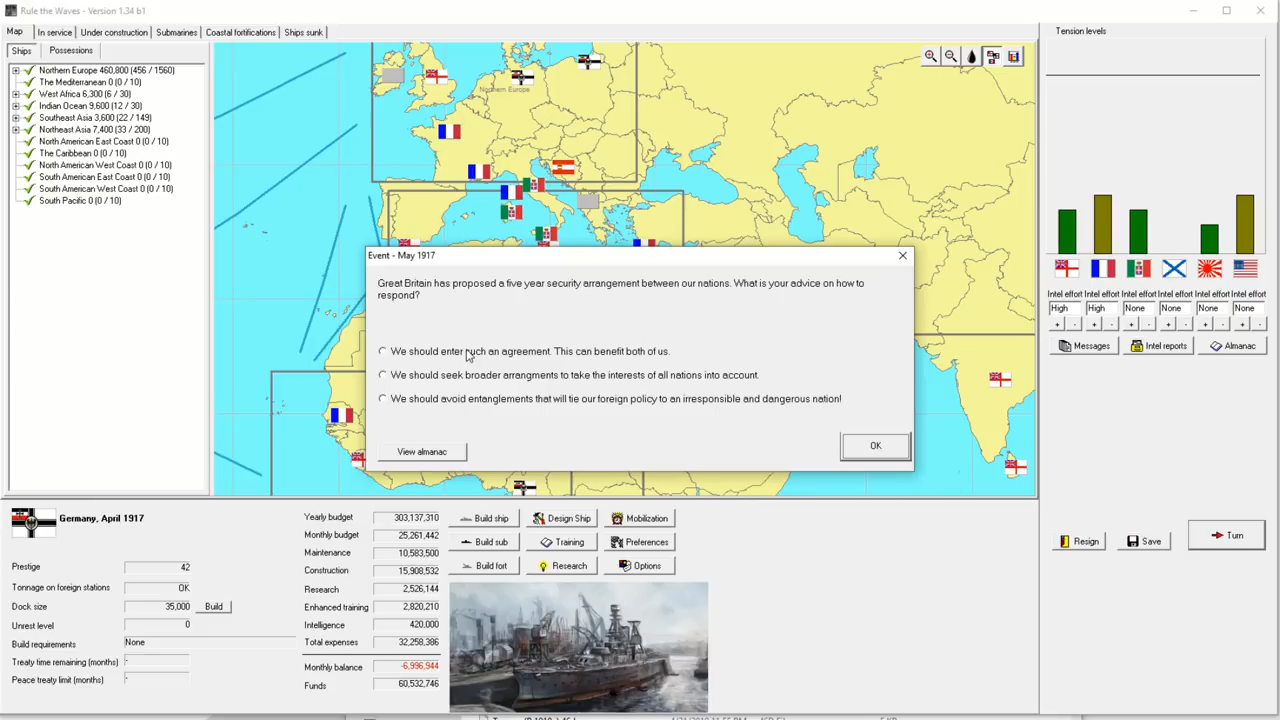 Rule the Waves - Version 1.34 b1
Map In service Under construction Submarines Coastal fortifications Ships sunk
Ships Possessions
Northern Europe 460,800 (456 / 1560)
The Mediterranean 0 (0 / 10)
West Africa 6,300 (6 / 30)
Indian Ocean 9,600 (12 / 30)
Southeast Asia 3,600 (22 / 149)
Northeast Asia 7,400 (33 / 200)
North American East Coast 0 (0 / 10)
The Caribbean 0 (0 / 10)
North American West Coast 0 (0 / 10)
South American East Coast 0 (0 / 10)
South American West Coast 0 (0 / 10)
South Pacific 0 (0 / 10)
Northern Europe
Event - May 1917
Great Britain has proposed a five year security arrangement between our nations. What is your advice on how to
respond?
We should enter such an agreement. This can benefit both of us.
We should seek broader arrangments to take the interests of all nations into account.
We should avoid entanglements that will tie our foreign policy to an irresponsible and dangerous nation!
View almanac
OK
Tension levels
Intel effort Intel effort Intel effort Intel effort Intel effort Intel effort
High High None None None None
+ - + - + - + - + - + -
Messages Intel reports Almanac
Resign Save Turn
Germany, April 1917
Prestige 42
Tonnage on foreign stations OK
Dock size 35,000 Build
Unrest level 0
Build requirements None
Treaty time remaining (months) -
Peace treaty limit (months) -
Yearly budget 303,137,310
Monthly budget 25,261,442
Maintenance 10,583,500
Construction 15,908,532
Research 2,526,144
Enhanced training 2,820,210
Intelligence 420,000
Total expenses 32,258,386
Monthly balance -6,996,944
Funds 60,532,746
Build ship Design Ship Mobilization
Build sub Training Preferences
Build fort Research Options